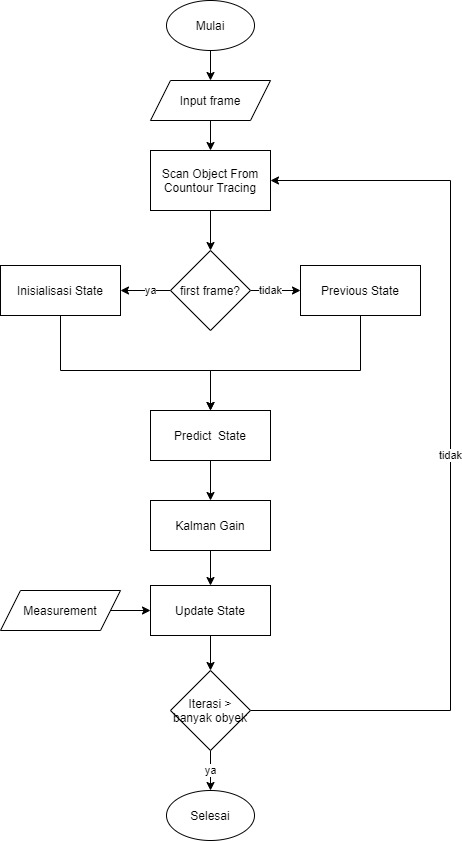 Mulai
Input frame
Scan Object From
Countour Tracing
Inisialisasi State
ya
first frame?
tidak
Previous State
Predict State
tidak
Kalman Gain
Measurement
Update State
Iterasi >
banyak obyek
ya
Selesai